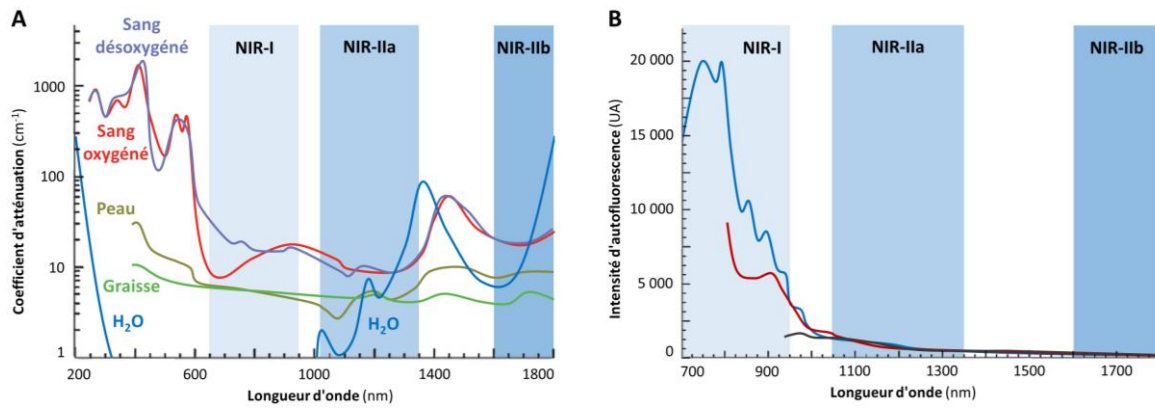 A
Coefficient d'atténuation (cm⁻¹)
1000
100
10
1
Sang
désoxygéné
Sang
oxygéné
Peau
Graisse
H₂O
NIR-I
NIR-IIa
NIR-IIb
H₂O
200
600
1000
1400
1800
Longueur d'onde (nm)
B
Intensité d'autofluorescence (UA)
20 000
15 000
10 000
5 000
0
NIR-I
NIR-IIa
NIR-IIb
700
900
1100
1300
1500
1700
Longueur d'onde (nm)